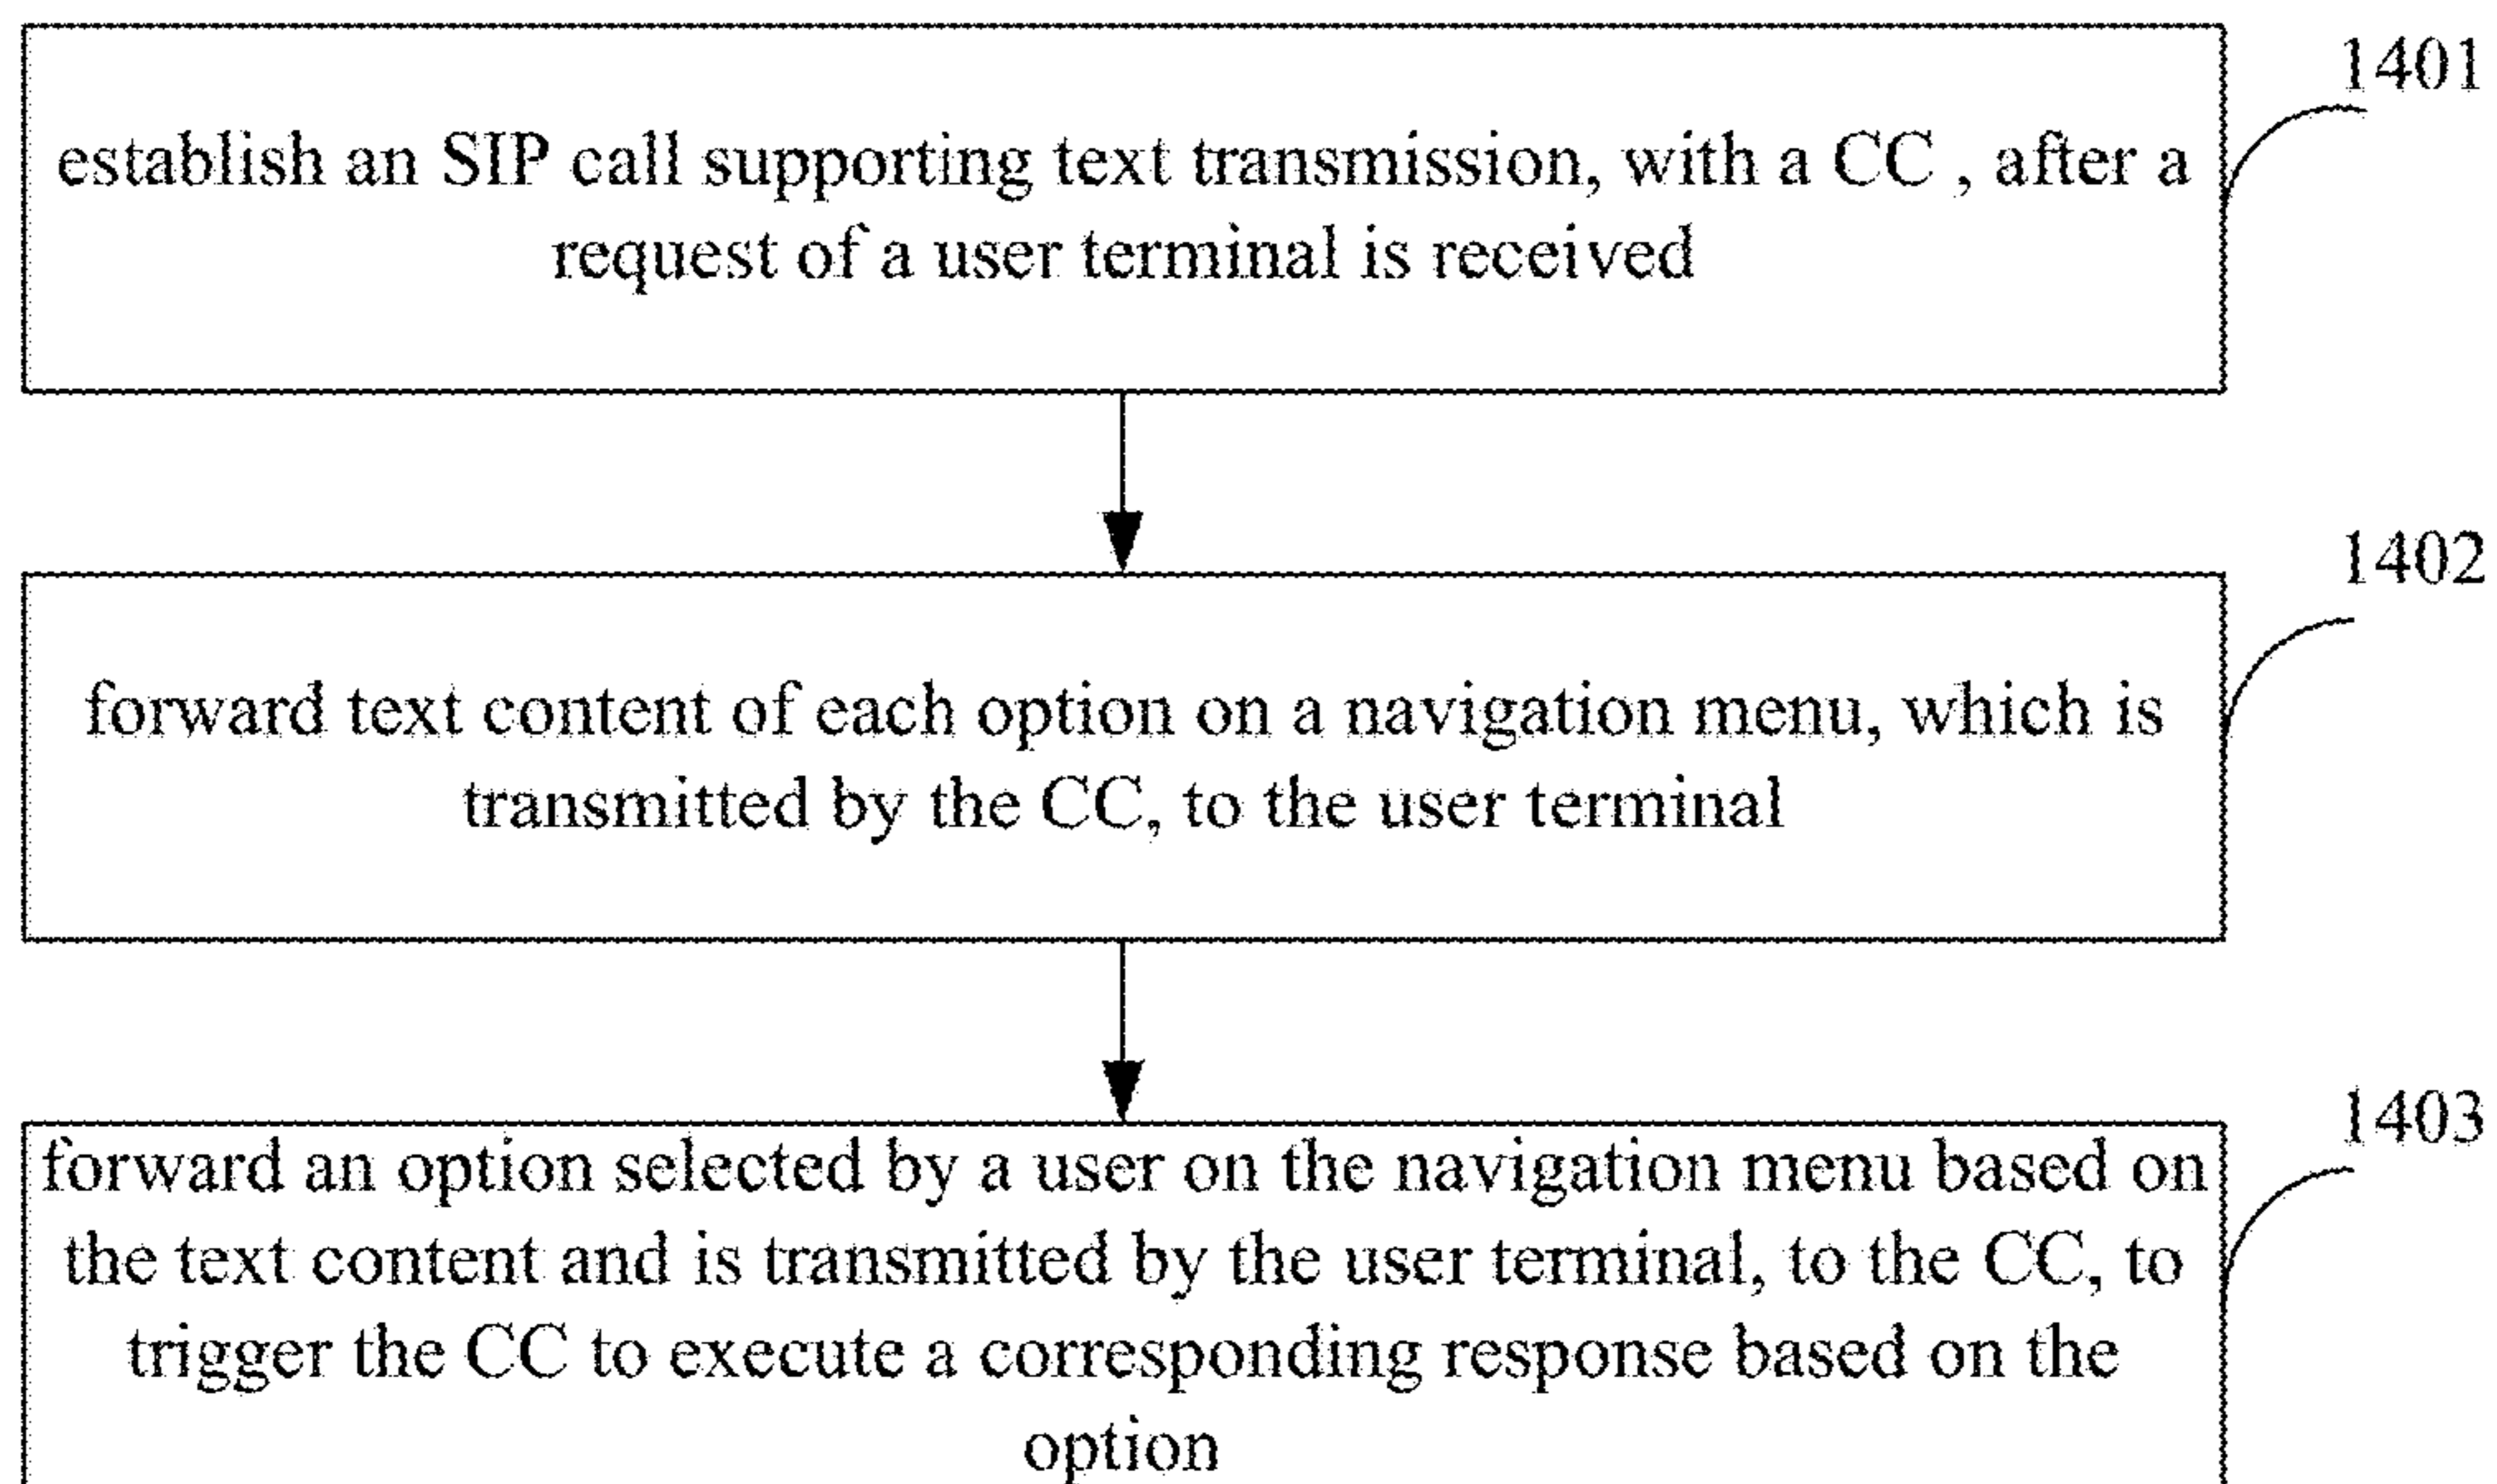 1401
establish an SIP call supporting text transmission, with a CC , after a
request of a user terminal is received
1402
forward text content of each option on a navigation menu, which is
transmitted by the CC, to the user terminal
1403
forward an option selected by a user on the navigation menu based on
the text content and is transmitted by the user terminal, to the CC, to
trigger the CC to execute a corresponding response based on the
option